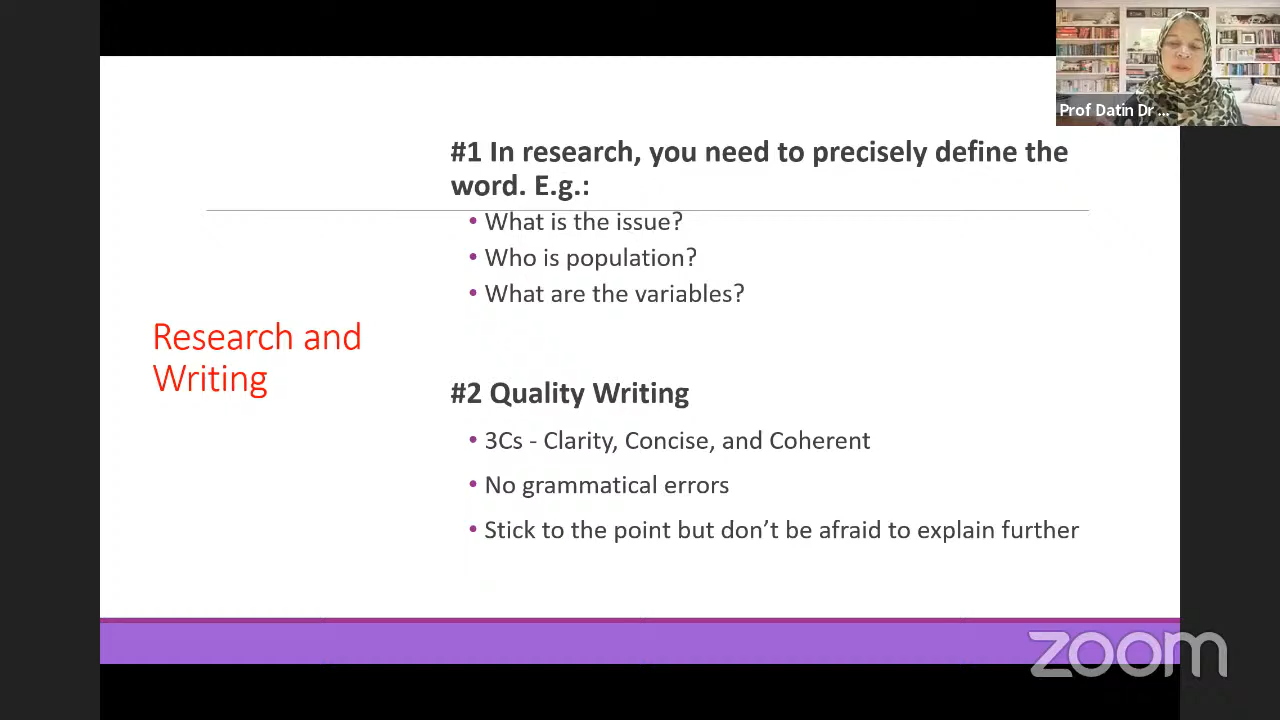 Prof Datin Dr ...
#1 In research, you need to precisely define the
word. E.g.:
• What is the issue?
• Who is population?
• What are the variables?
Research and
Writing
#2 Quality Writing
• 3Cs - Clarity, Concise, and Coherent
• No grammatical errors
• Stick to the point but don’t be afraid to explain further
zoom